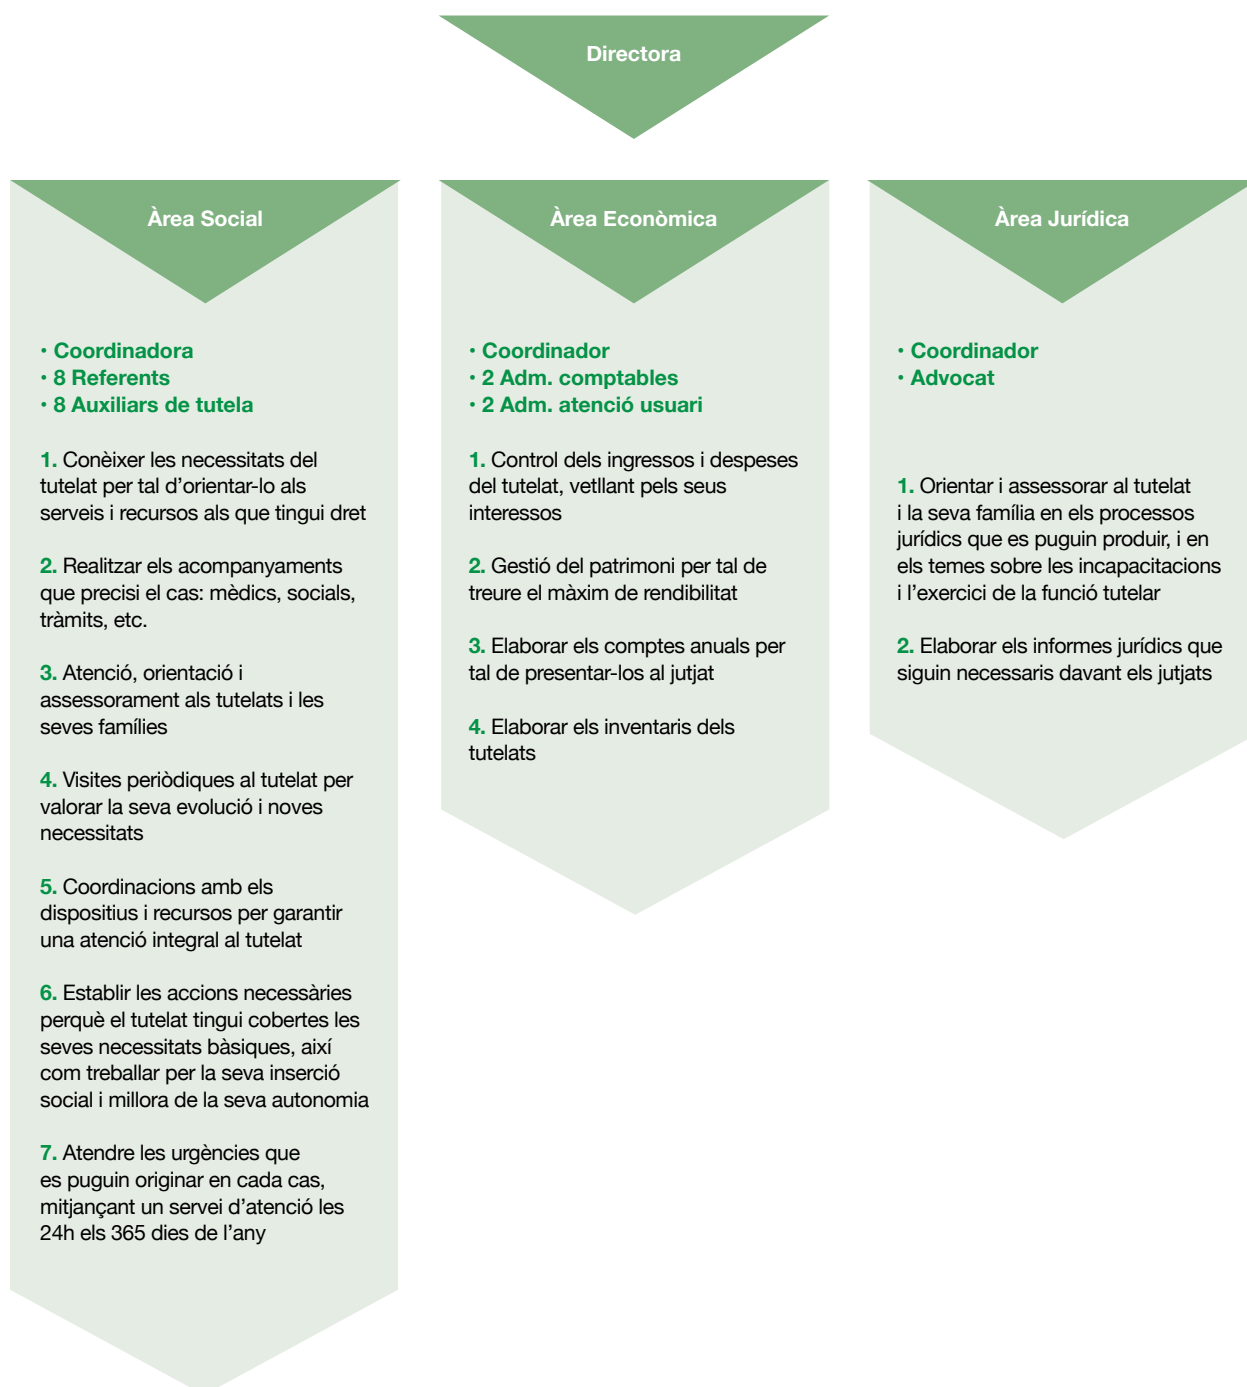 Directora
Àrea Social
• Coordinadora
• 8 Referents
• 8 Auxiliars de tutela
1. Conèixer les necessitats del
tutelat per tal d’orientar-lo als
serveis i recursos als que tingui dret
2. Realitzar els acompanyaments
que precisi el cas: mèdics, socials,
tràmits, etc.
3. Atenció, orientació i
assessorament als tutelats i les
seves famílies
4. Visites periòdiques al tutelat per
valorar la seva evolució i noves
necessitats
5. Coordinacions amb els
dispositius i recursos per garantir
una atenció integral al tutelat
6. Establir les accions necessàries
perquè el tutelat tingui cobertes les
seves necessitats bàsiques, així
com treballar per la seva inserció
social i millora de la seva autonomia
7. Atendre les urgències que
es puguin originar en cada cas,
mitjançant un servei d’atenció les
24h els 365 dies de l’any
Àrea Econòmica
• Coordinador
• 2 Adm. comptables
• 2 Adm. atenció usuari
1. Control dels ingressos i despeses
del tutelat, vetllant pels seus
interessos
2. Gestió del patrimoni per tal de
treure el màxim de rendibilitat
3. Elaborar els comptes anuals per
tal de presentar-los al jutjat
4. Elaborar els inventaris dels
tutelats
Àrea Jurídica
• Coordinador
• Advocat
1. Orientar i assessorar al tutelat
i la seva família en els processos
jurídics que es puguin produir, i en
els temes sobre les incapacitacions
i l’exercici de la funció tutelar
2. Elaborar els informes jurídics que
siguin necessaris davant els jutjats